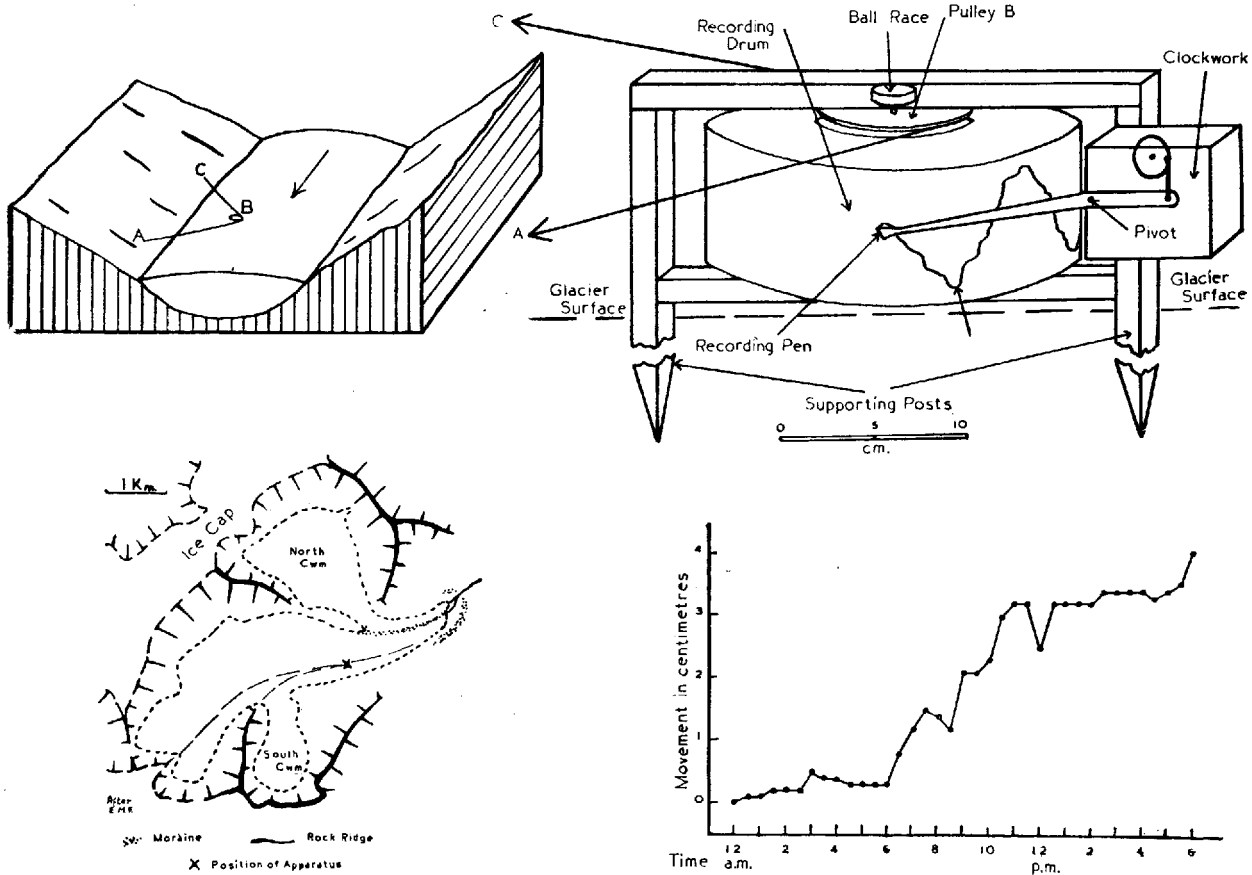 C
B
A
C
A
Recording
Drum
Ball Race
Pulley B
Clockwork
Pivot
Glacier
Surface
Glacier
Surface
Recording Pen
Supporting Posts
0 5 10
cm.
1 Km.
Ice Cap
North
Cwm
South
Cwm
After
Moraine
Rock Ridge
X Position of Apparatus
Movement in centimetres
4
3
2
1
0
12 2 4 6 8 10 12 2 4 6
Time a.m. p.m.